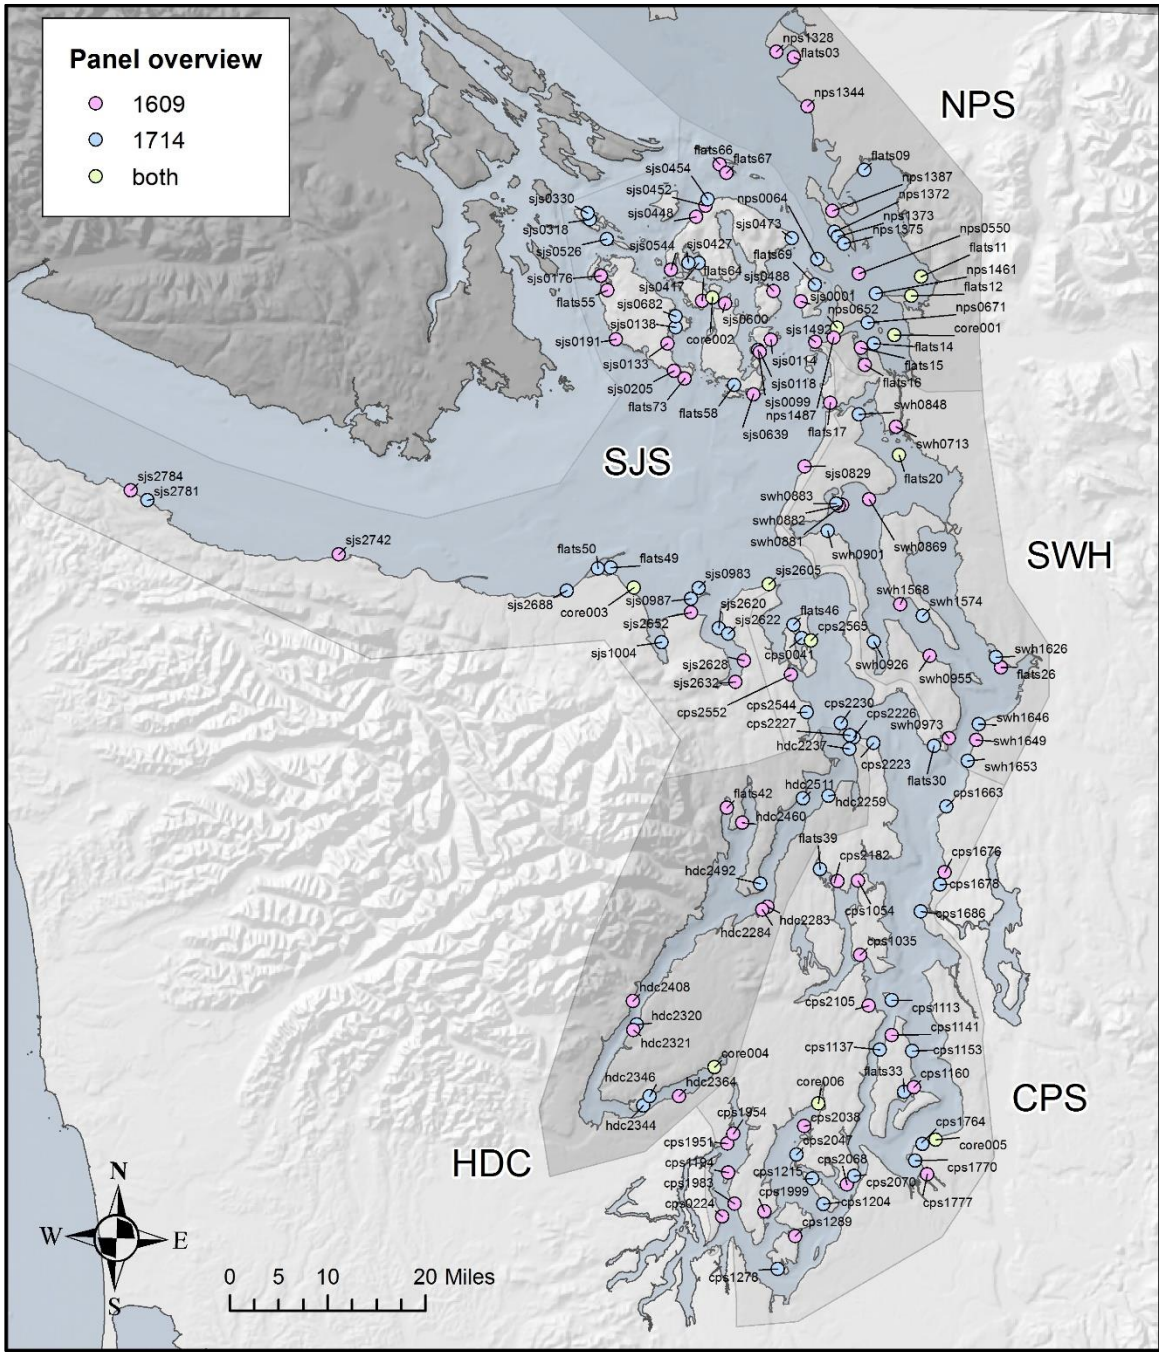 Panel overview
1609
1714
both
nps1328
flats03
nps1344
NPS
flats66
flats67
flats09
sjs0454
sjs0452
nps0064
nps1387
nps1372
sjs0330
sjs0448
sjs0473
nps1373
nps1375
nps0550
sjs0318
sjs0544
sjs0427
flats11
sjs0526
flats69
nps1461
sjs0176
sjs0417
flats64
sjs0488
flats12
flats55
sjs0682
sjs0001
nps0671
sjs0600
nps0652
sjs0138
core002
sjs1492
core001
sjs0191
sjs0114
flats14
sjs0133
flats15
sjs0118
flats16
sjs0205
sjs0099
flats73
flats58
nps1487
swh0848
sjs0639
flats17
swh0713
SJS
sjs0829
flats20
sjs2784
sjs2781
swh0883
swh0882
swh0881
swh0901
swh0869
sjs2742
SWH
flats50
flats49
sjs0983
sjs2605
sjs2688
core003
sjs0987
swh1568
swh1574
sjs2652
sjs2620
flats46
sjs2622
cps2565
sjs1004
cps0041
swh0926
swh1626
sjs2628
swh0955
flats26
sjs2632
cps2552
cps2544
cps2230
cps2226
swh0973
swh1646
cps2227
swh1649
hdc2237
cps2223
flats30
swh1653
hdc2511
flats42
hdc2259
cps1663
hdc2460
flats39
cps2182
cps1676
hdc2492
cps1678
cps1054
cps1686
hdc2283
hdc2284
cps1035
hdc2408
cps2105
cps1113
hdc2320
hdc2321
cps1141
cps1137
cps1153
core004
flats33
cps1160
hdc2346
hdc2364
core006
CPS
hdc2344
cps1954
cps2038
cps1764
cps1951
cps2047
core005
HDC
cps1194
cps2068
cps1770
cps1983
cps1215
cps2070
cps0224
cps1999
cps1204
cps1777
cps1289
cps1278
N
W
E
S
0 5 10 20 Miles